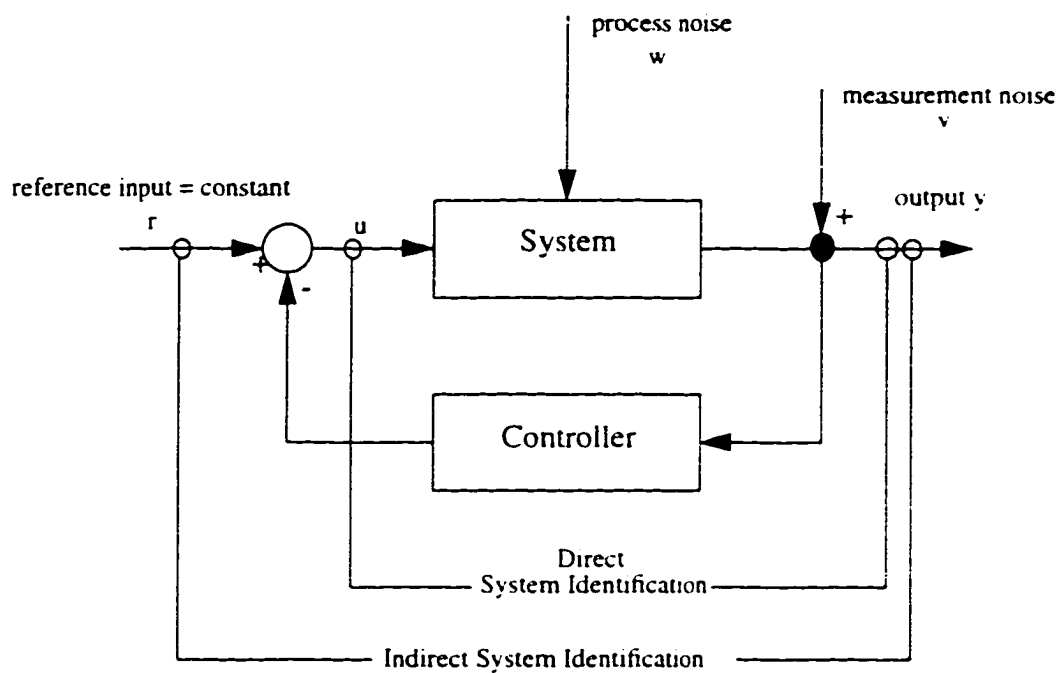 process noise
w
measurement noise
v
reference input = constant
r
u
+
-
System
+
output y
Controller
Direct
System Identification
Indirect System Identification